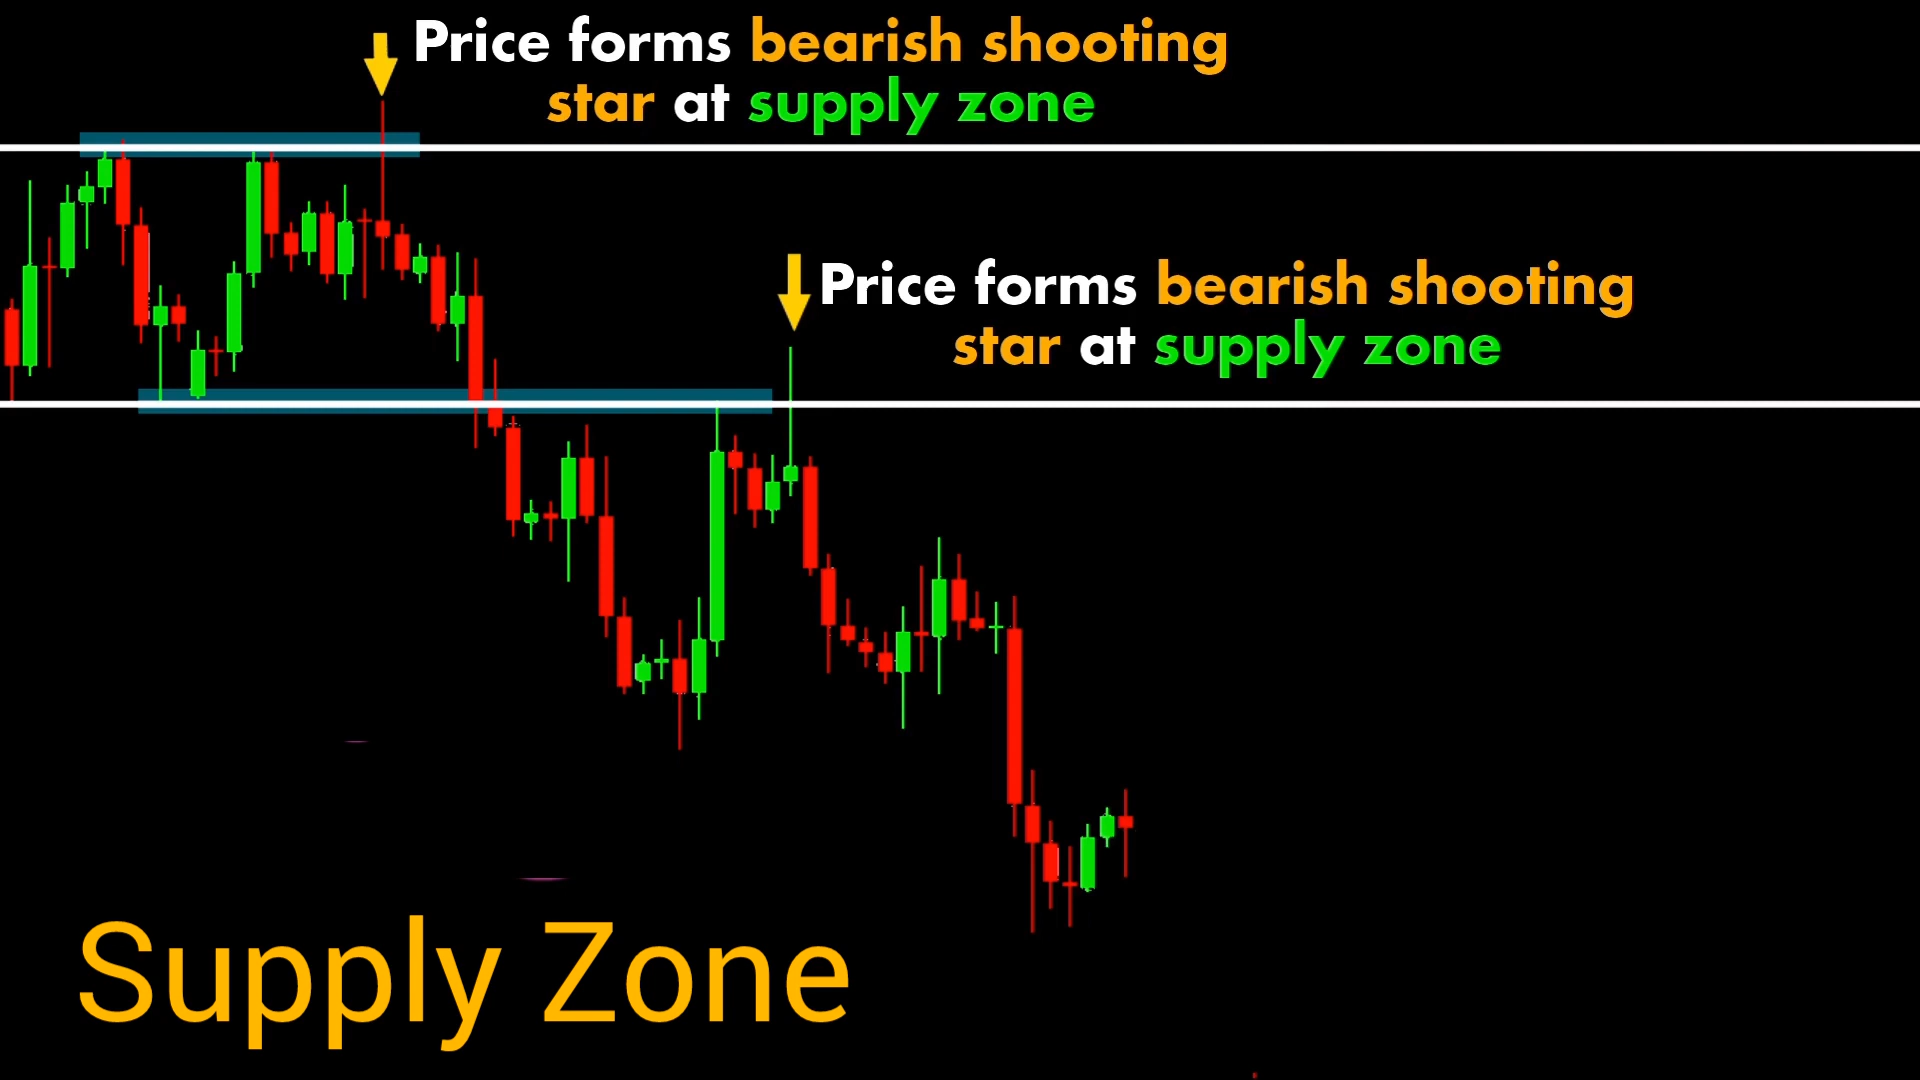 Price forms bearish shooting
star at supply zone
Price forms bearish shooting
star at supply zone
Supply Zone